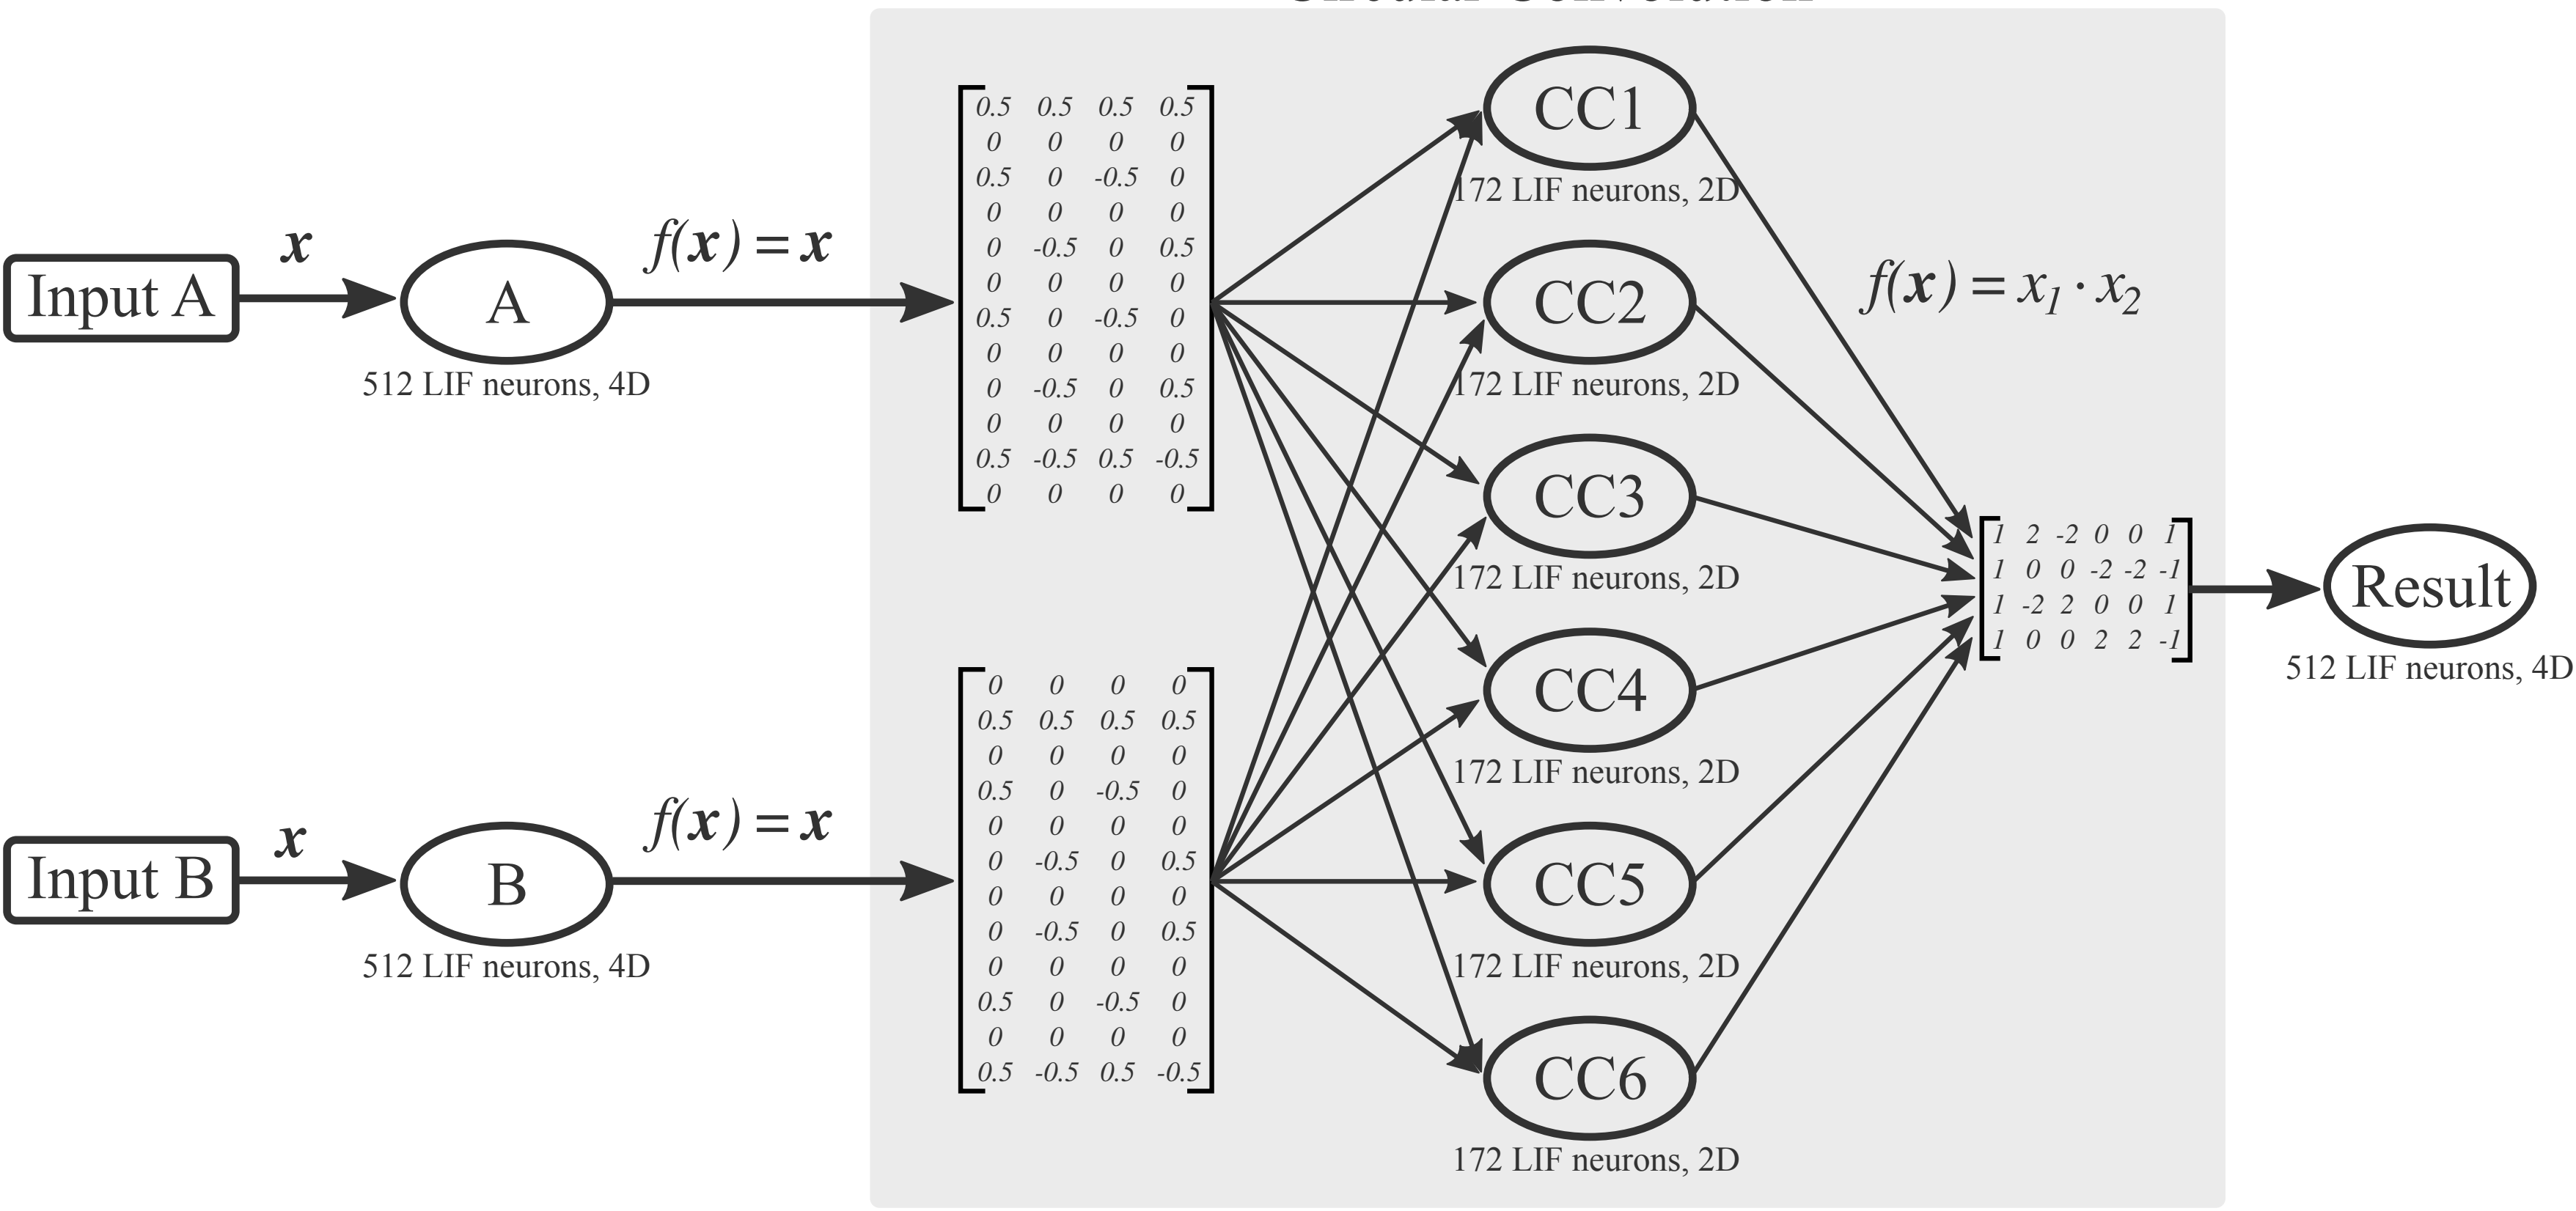 Circular Convolution
Input A
x
A
512 LIF neurons, 4D
f(x) = x
0.5 0.5 0.5 0.5
0 0 0 0
0.5 0 -0.5 0
0 0 0 0
0 -0.5 0 0.5
0 0 0 0
0.5 0 -0.5 0
0 0 0 0
0 -0.5 0 0.5
0 0 0 0
0.5 -0.5 0.5 -0.5
0 0 0 0
Input B
x
B
512 LIF neurons, 4D
f(x) = x
0 0 0 0
0.5 0.5 0.5 0.5
0 0 0 0
0.5 0 -0.5 0
0 0 0 0
0 -0.5 0 0.5
0 0 0 0
0 -0.5 0 0.5
0 0 0 0
0.5 0 -0.5 0
0 0 0 0
0.5 -0.5 0.5 -0.5
CC1
172 LIF neurons, 2D
CC2
172 LIF neurons, 2D
CC3
172 LIF neurons, 2D
CC4
172 LIF neurons, 2D
CC5
172 LIF neurons, 2D
CC6
172 LIF neurons, 2D
f(x) = x₁ · x₂
1 2 -2 0 0 1
1 0 0 -2 -2 -1
1 -2 2 0 0 1
1 0 0 2 2 -1
Result
512 LIF neurons, 4D